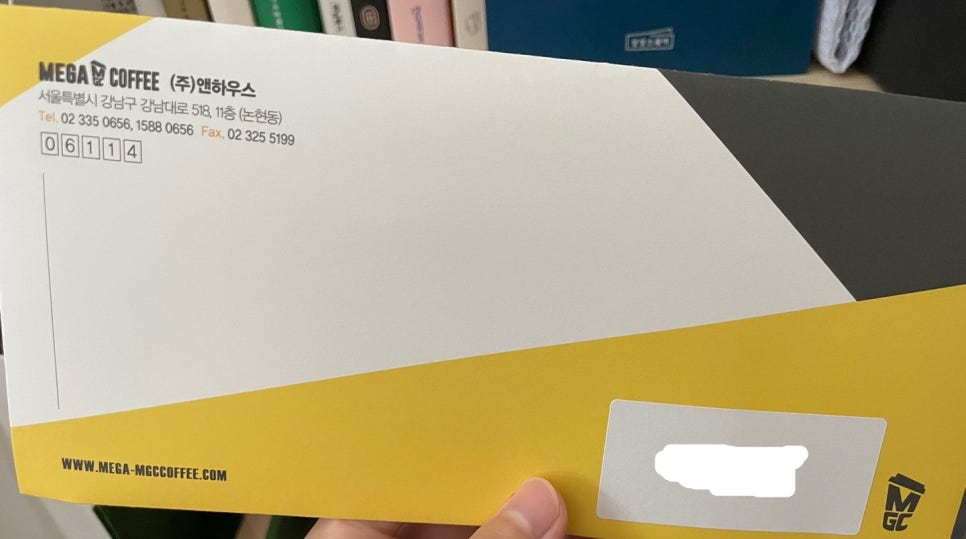 MEGA MGC COFFEE (주)앤하우스
서울특별시 강남구 강남대로 518, 11층 (논현동)
Tel. 02 335 0656, 1588 0656 Fax. 02 325 5199
06114
WWW.MEGA-MGCCOFFEE.COM
MGC